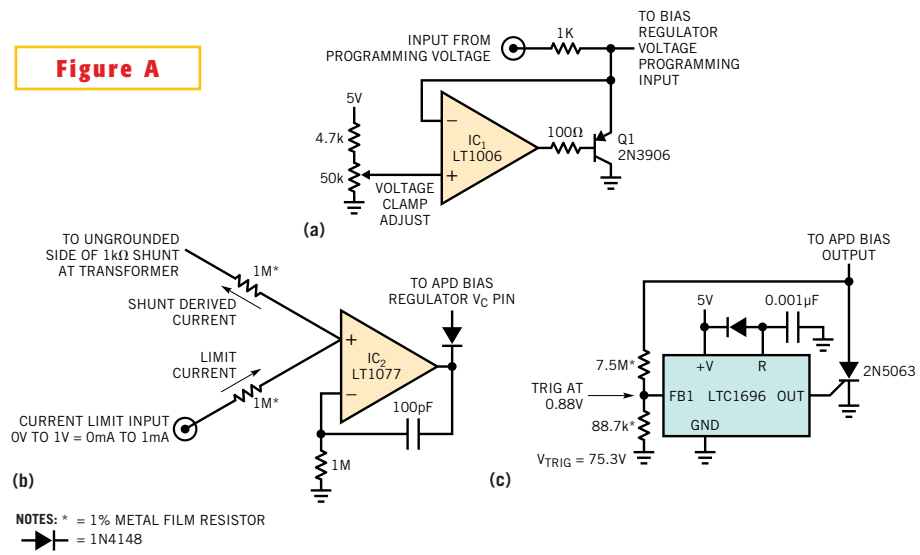 Figure A
INPUT FROM
PROGRAMMING VOLTAGE
1K
TO BIAS
REGULATOR
VOLTAGE
PROGRAMMING
INPUT
5V
4.7k
50k
VOLTAGE
CLAMP
ADJUST
−
+
IC1
LT1006
100Ω
Q1
2N3906
(a)
TO UNGROUNDED
SIDE OF 1kΩ SHUNT
AT TRANSFORMER
1M*
SHUNT DERIVED
CURRENT
LIMIT
CURRENT
1M*
CURRENT LIMIT INPUT
0V TO 1V = 0mA TO 1mA
+
−
IC2
LT1077
TO APD BIAS
REGULATOR VC PIN
100pF
1M
(b)
TO APD BIAS
OUTPUT
5V
0.001µF
7.5M*
+V
R
2N5063
TRIG AT
0.88V
FB1
LTC1696
OUT
88.7k*
GND
VTRIG = 75.3V
(c)
NOTES: * = 1% METAL FILM RESISTOR
= 1N4148